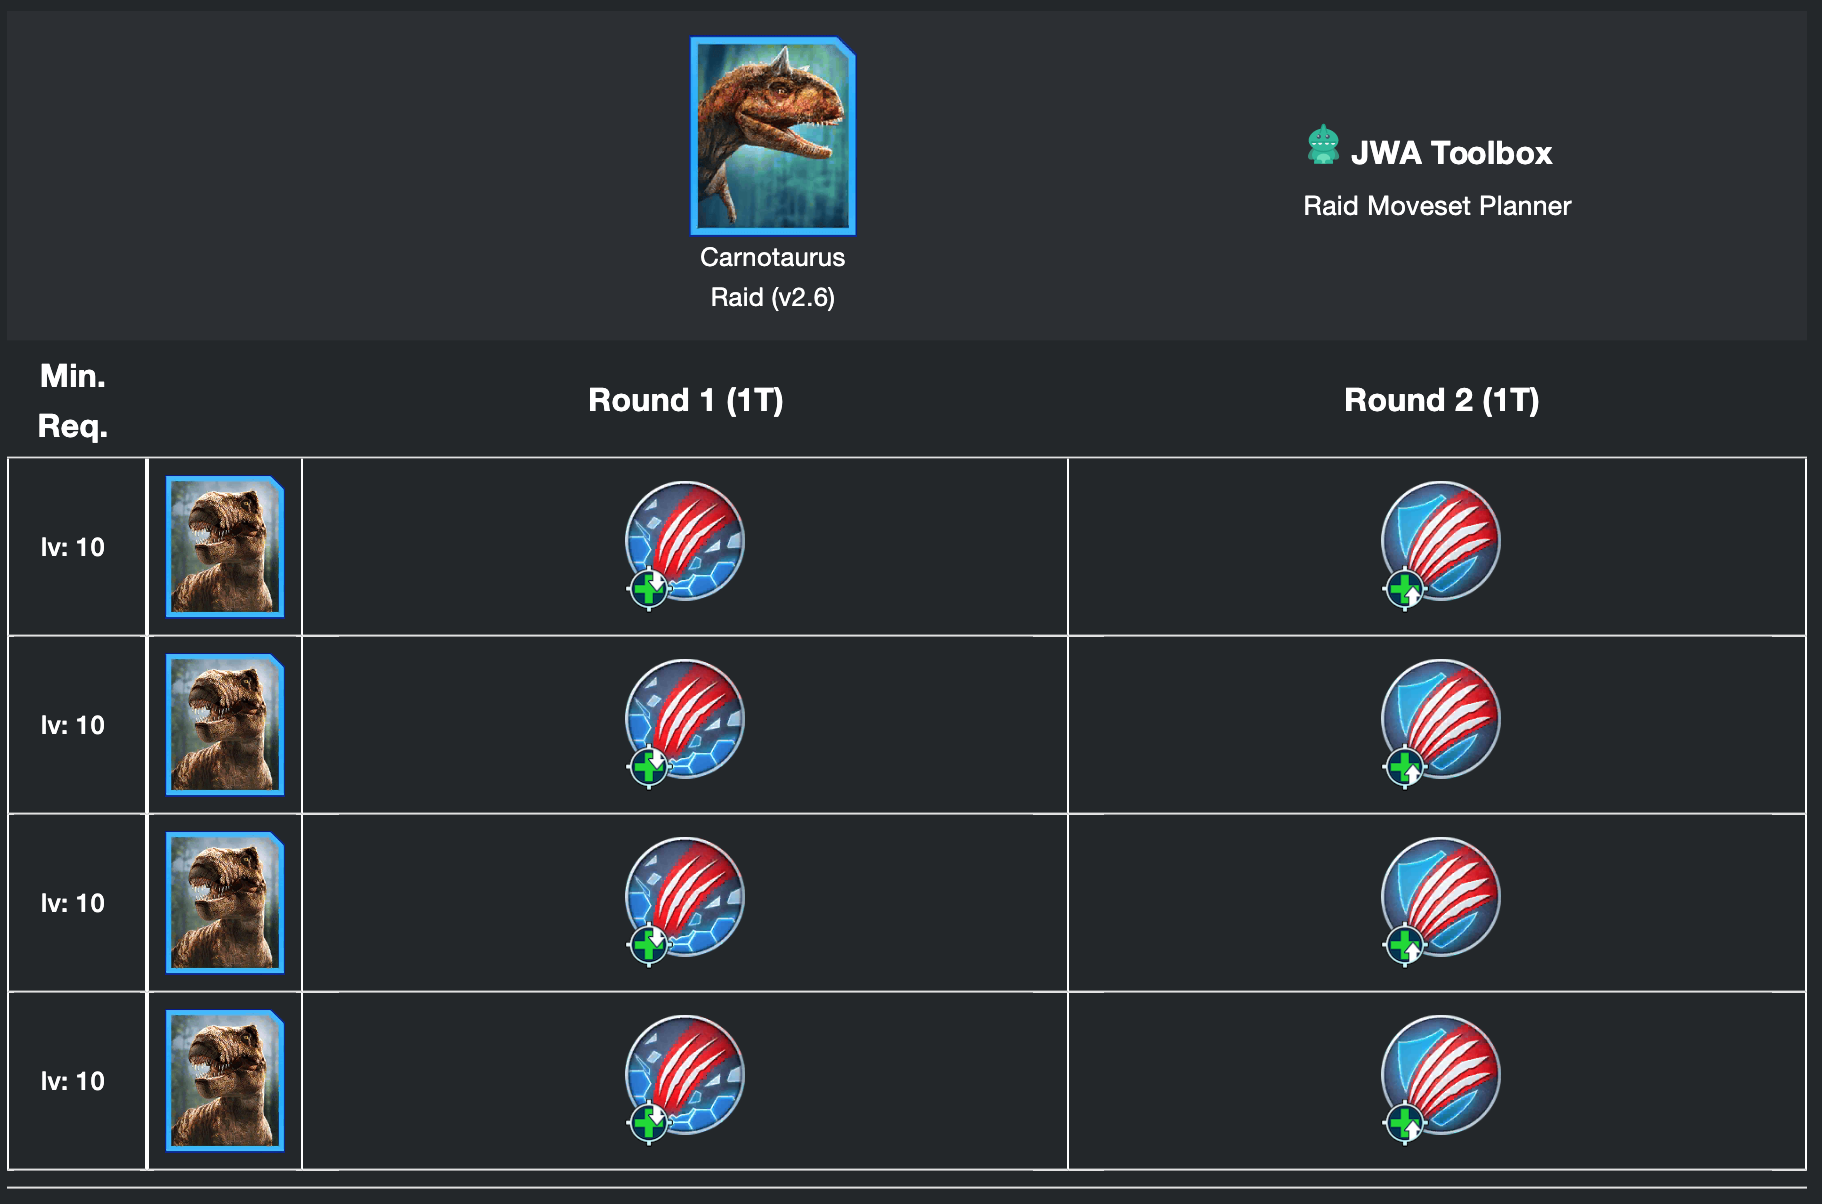 Carnotaurus
Raid (v2.6)
JWA Toolbox
Raid Moveset Planner
Min.
Req.
Round 1 (1T)
Round 2 (1T)
lv: 10
lv: 10
lv: 10
lv: 10